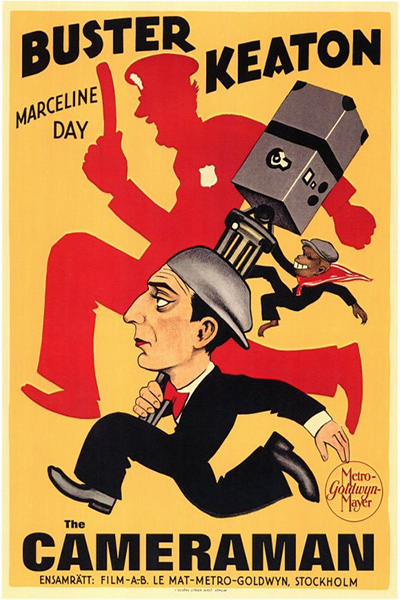 BUSTER
KEATON
MARCELINE
DAY
Metro-
Goldwyn-
Mayer
The
CAMERAMAN
ENSAMRÄTT: FILM-A-B. LE MAT-METRO-GOLDWYN, STOCKHOLM